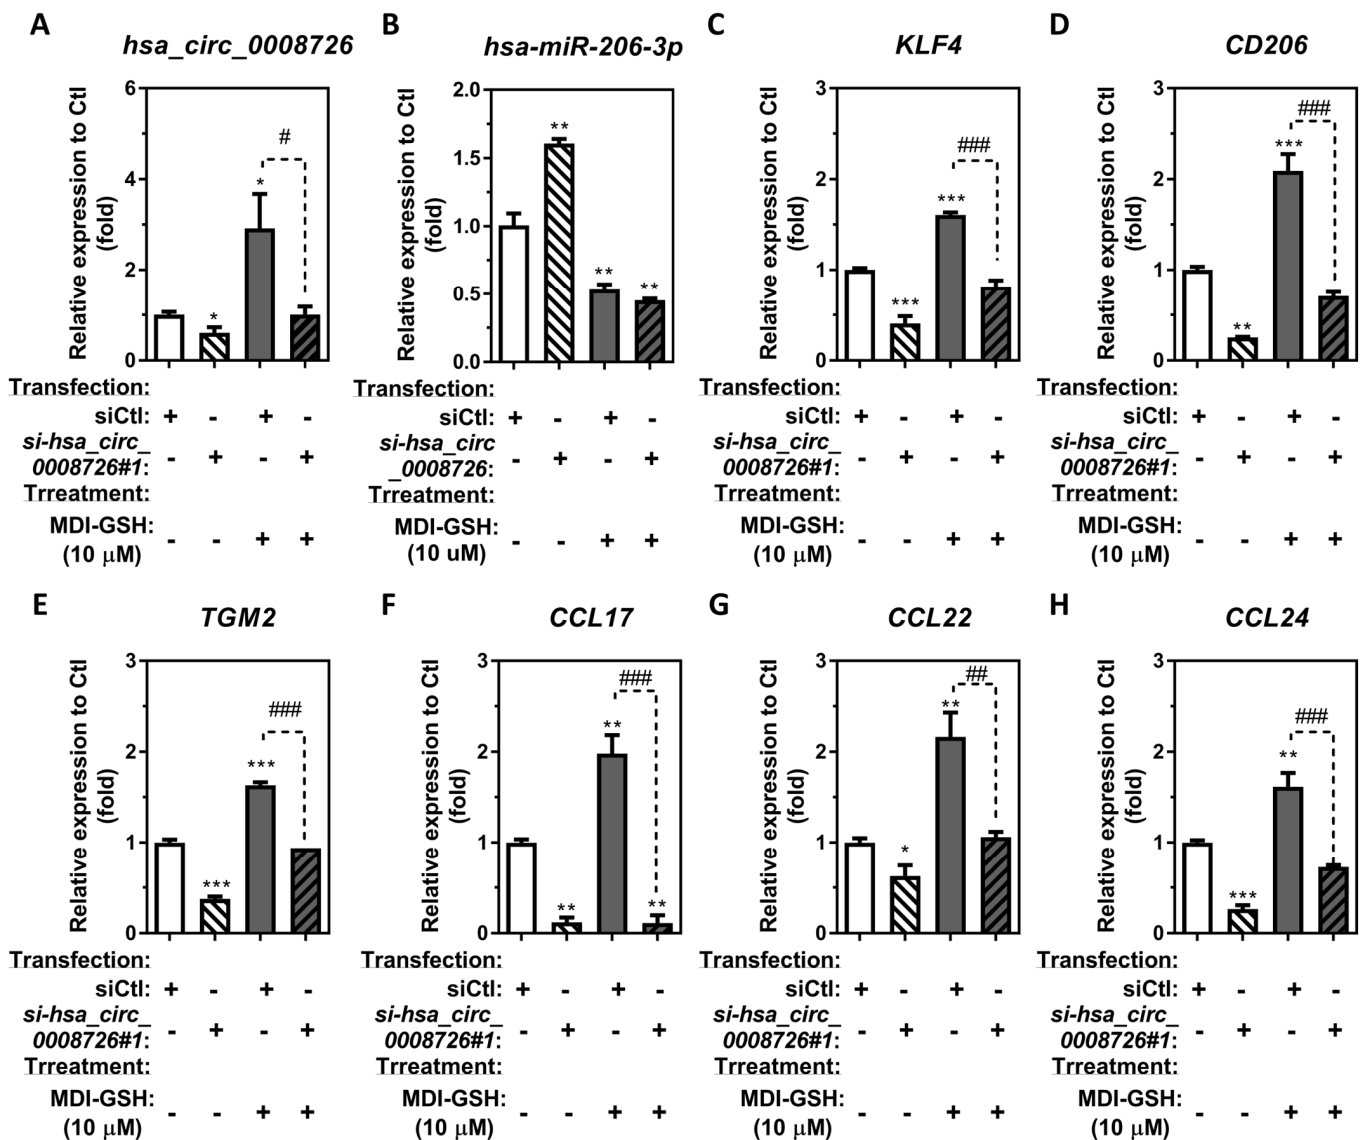 A hsa_circ_0008726
B hsa-miR-206-3p
C KLF4
D CD206
Relative expression to Ctl
(fold)
6
4
2
0
*
*
#
Relative expression to Ctl
(fold)
2.0
1.5
1.0
0.5
0.0
**
**
**
Relative expression to Ctl
(fold)
3
2
1
0
***
***
###
Relative expression to Ctl
(fold)
3
2
1
0
**
***
###
Transfection:
siCtl: + - + -
si-hsa_circ_
0008726#1: - + - +
Trreatment:
MDI-GSH: - - + +
(10 μM)
Transfection:
siCtl: + - + -
si-hsa_circ
_0008726: - + - +
Trreatment:
MDI-GSH: - - + +
(10 uM)
Transfection:
siCtl: + - + -
si-hsa_circ_
0008726#1: - + - +
Trreatment:
MDI-GSH: - - + +
(10 μM)
Transfection:
siCtl: + - + -
si-hsa_circ_
0008726#1: - + - +
Trreatment:
MDI-GSH: - - + +
(10 μM)
E TGM2
F CCL17
G CCL22
H CCL24
Relative expression to Ctl
(fold)
3
2
1
0
***
***
###
Relative expression to Ctl
(fold)
3
2
1
0
**
**
###
**
Relative expression to Ctl
(fold)
3
2
1
0
*
**
##
Relative expression to Ctl
(fold)
3
2
1
0
***
**
###
Transfection:
siCtl: + - + -
si-hsa_circ_
0008726#1: - + - +
Trreatment:
MDI-GSH: - - + +
(10 μM)
Transfection:
siCtl: + - + -
si-hsa_circ_
0008726#1: - + - +
Trreatment:
MDI-GSH: - - + +
(10 μM)
Transfection:
siCtl: + - + -
si-hsa_circ_
0008726#1: - + - +
Trreatment:
MDI-GSH: - - + +
(10 μM)
Transfection:
siCtl: + - + -
si-hsa_circ_
0008726#1: - + - +
Trreatment:
MDI-GSH: - - + +
(10 μM)